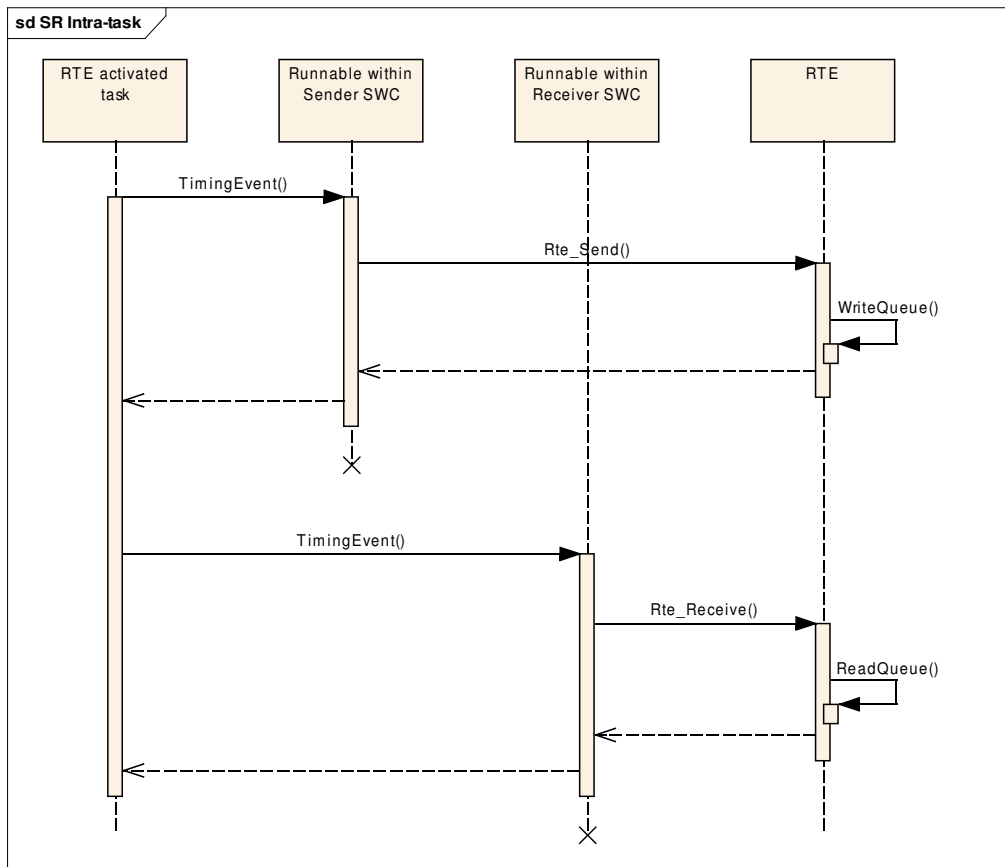 sd SR Intra-task
RTE activated
task
Runnable within
Sender SWC
Runnable within
Receiver SWC
RTE
TimingEvent()
Rte_Send()
WriteQueue()
TimingEvent()
Rte_Receive()
ReadQueue()